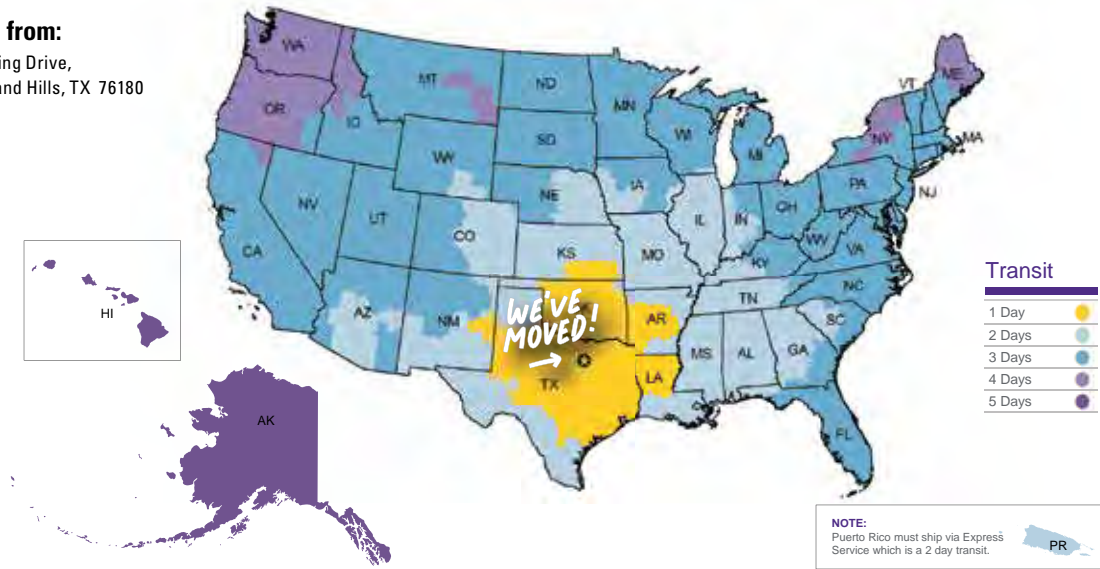 from:
ing Drive,
and Hills, TX 76180
WA
MT
ND
MN
VT
ME
OR
ID
SD
WI
MI
NY
MA
WY
NE
IA
PA
NJ
NV
UT
CO
IL
IN
OH
WV
VA
CA
KS
MO
KY
NC
AZ
NM
TN
AR
SC
MS
AL
GA
LA
TX
FL
WE'VE
MOVED!
HI
AK
Transit
1 Day
2 Days
3 Days
4 Days
5 Days
NOTE:
Puerto Rico must ship via Express
Service which is a 2 day transit.
PR